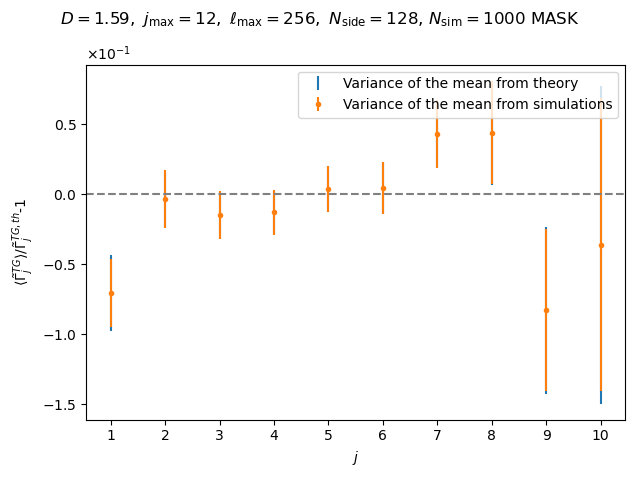 D = 1.59, j_max = 12, ℓ_max = 256, N_side = 128, N_sim = 1000 MASK
×10⁻¹
Variance of the mean from theory
Variance of the mean from simulations
0.5
0.0
−0.5
−1.0
−1.5
⟨Γ̃_j^{TG}⟩/Γ̃_j^{TG,th}-1
1 2 3 4 5 6 7 8 9 10
j